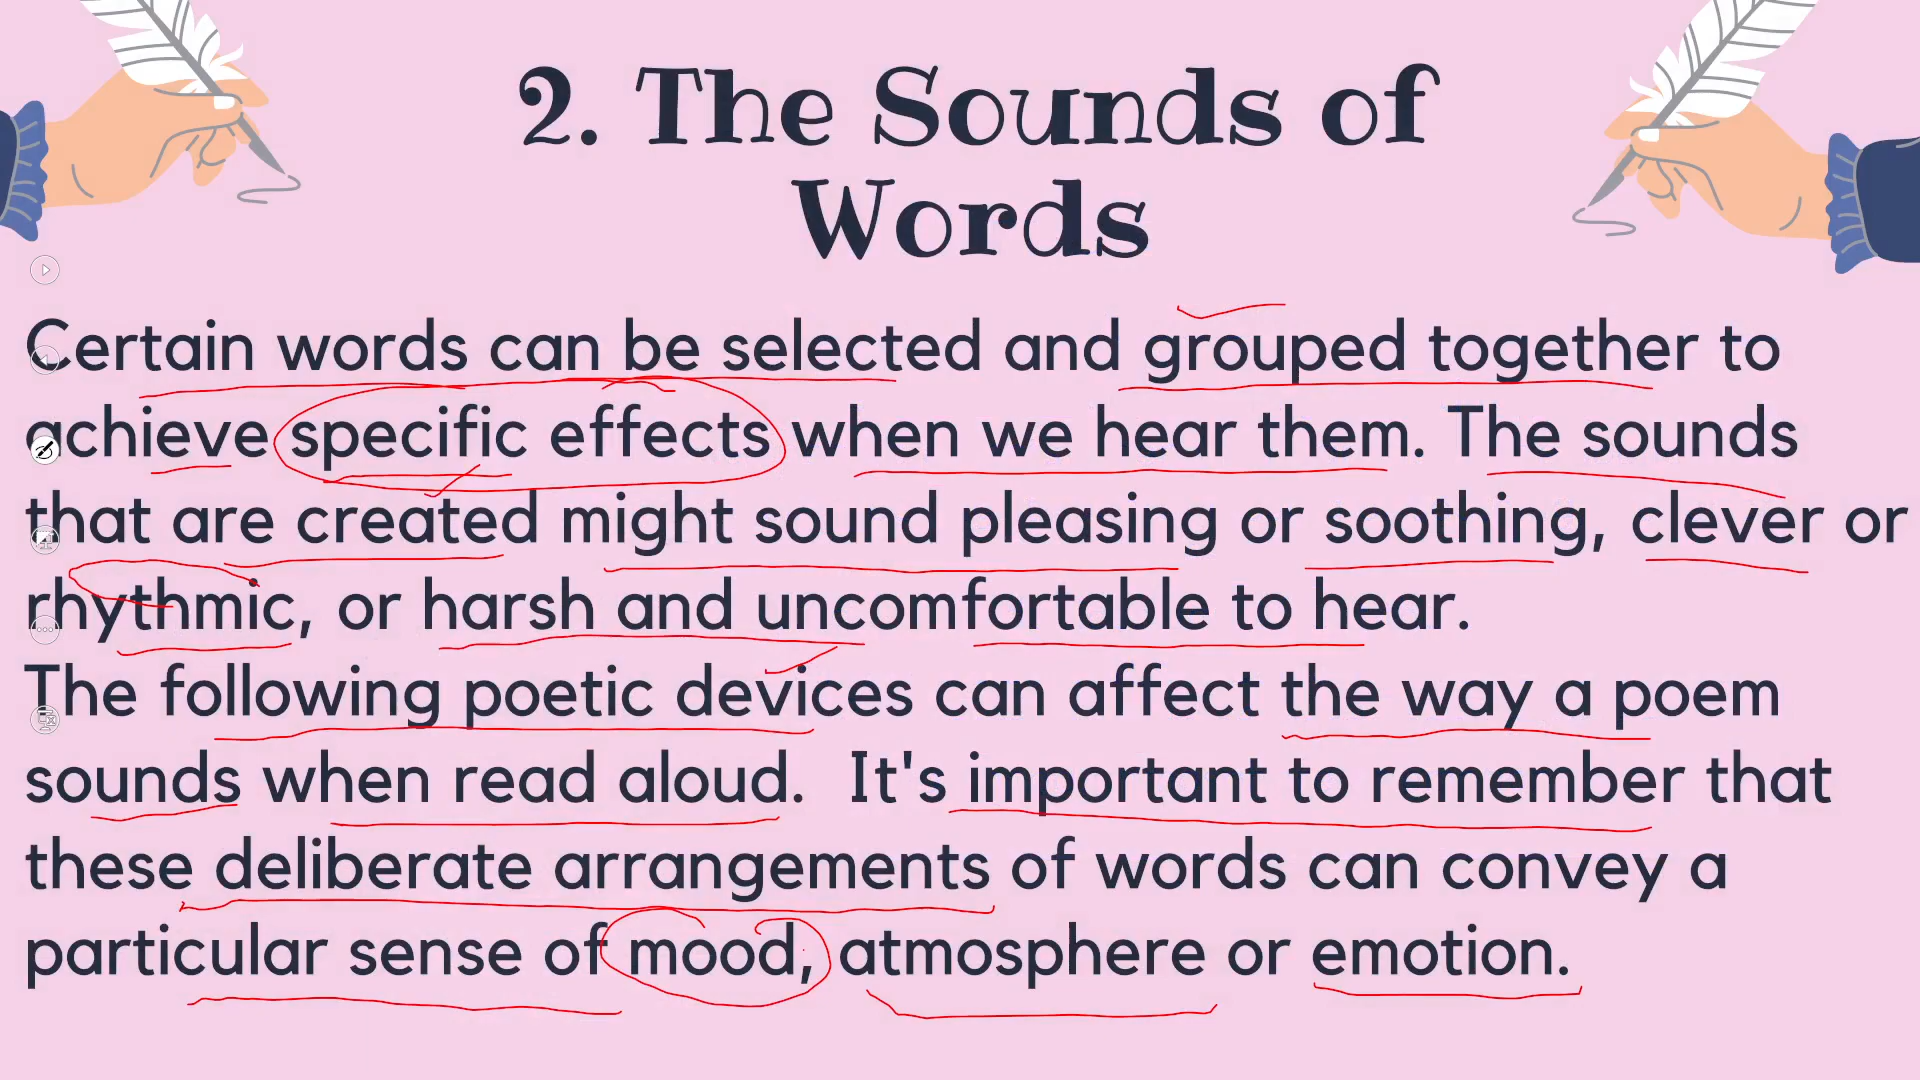 2. The Sounds of
Words
Certain words can be selected and grouped together to
achieve specific effects when we hear them. The sounds
that are created might sound pleasing or soothing, clever or
rhythmic, or harsh and uncomfortable to hear.
The following poetic devices can affect the way a poem
sounds when read aloud.  It's important to remember that
these deliberate arrangements of words can convey a
particular sense of mood, atmosphere or emotion.